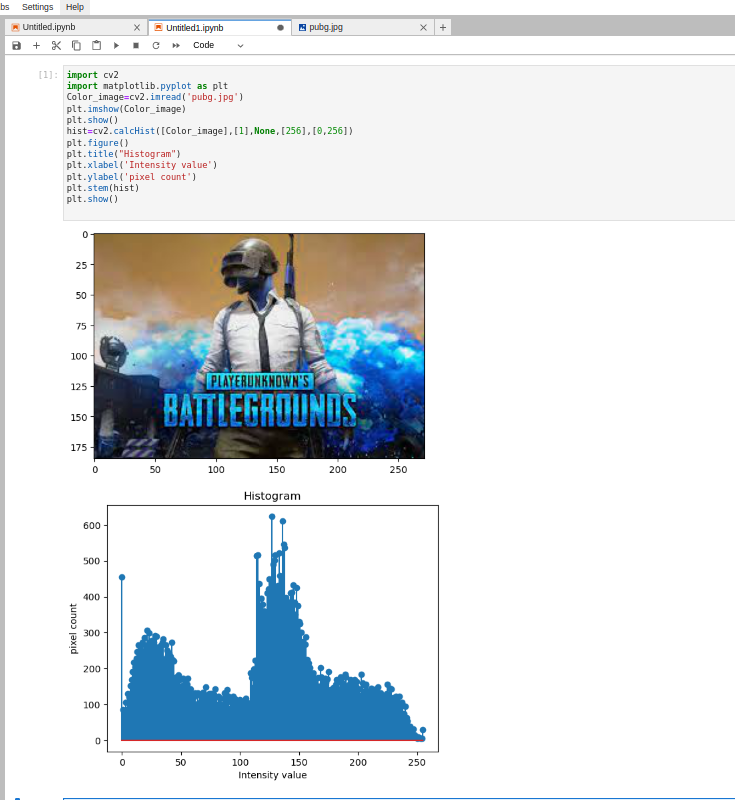 bs Settings Help
Untitled.ipynb Untitled1.ipynb pubg.jpg
Code
[1]:
import cv2
import matplotlib.pyplot as plt
Color_image=cv2.imread('pubg.jpg')
plt.imshow(Color_image)
plt.show()
hist=cv2.calcHist([Color_image],[1],None,[256],[0,256])
plt.figure()
plt.title("Histogram")
plt.xlabel('Intensity value')
plt.ylabel('pixel count')
plt.stem(hist)
plt.show()
0
25
50
75
100
125
150
175
PLAYERUNKNOWN'S
BATTLEGROUNDS
0 50 100 150 200 250
Histogram
600
500
400
300
200
100
0
pixel count
0 50 100 150 200 250
Intensity value